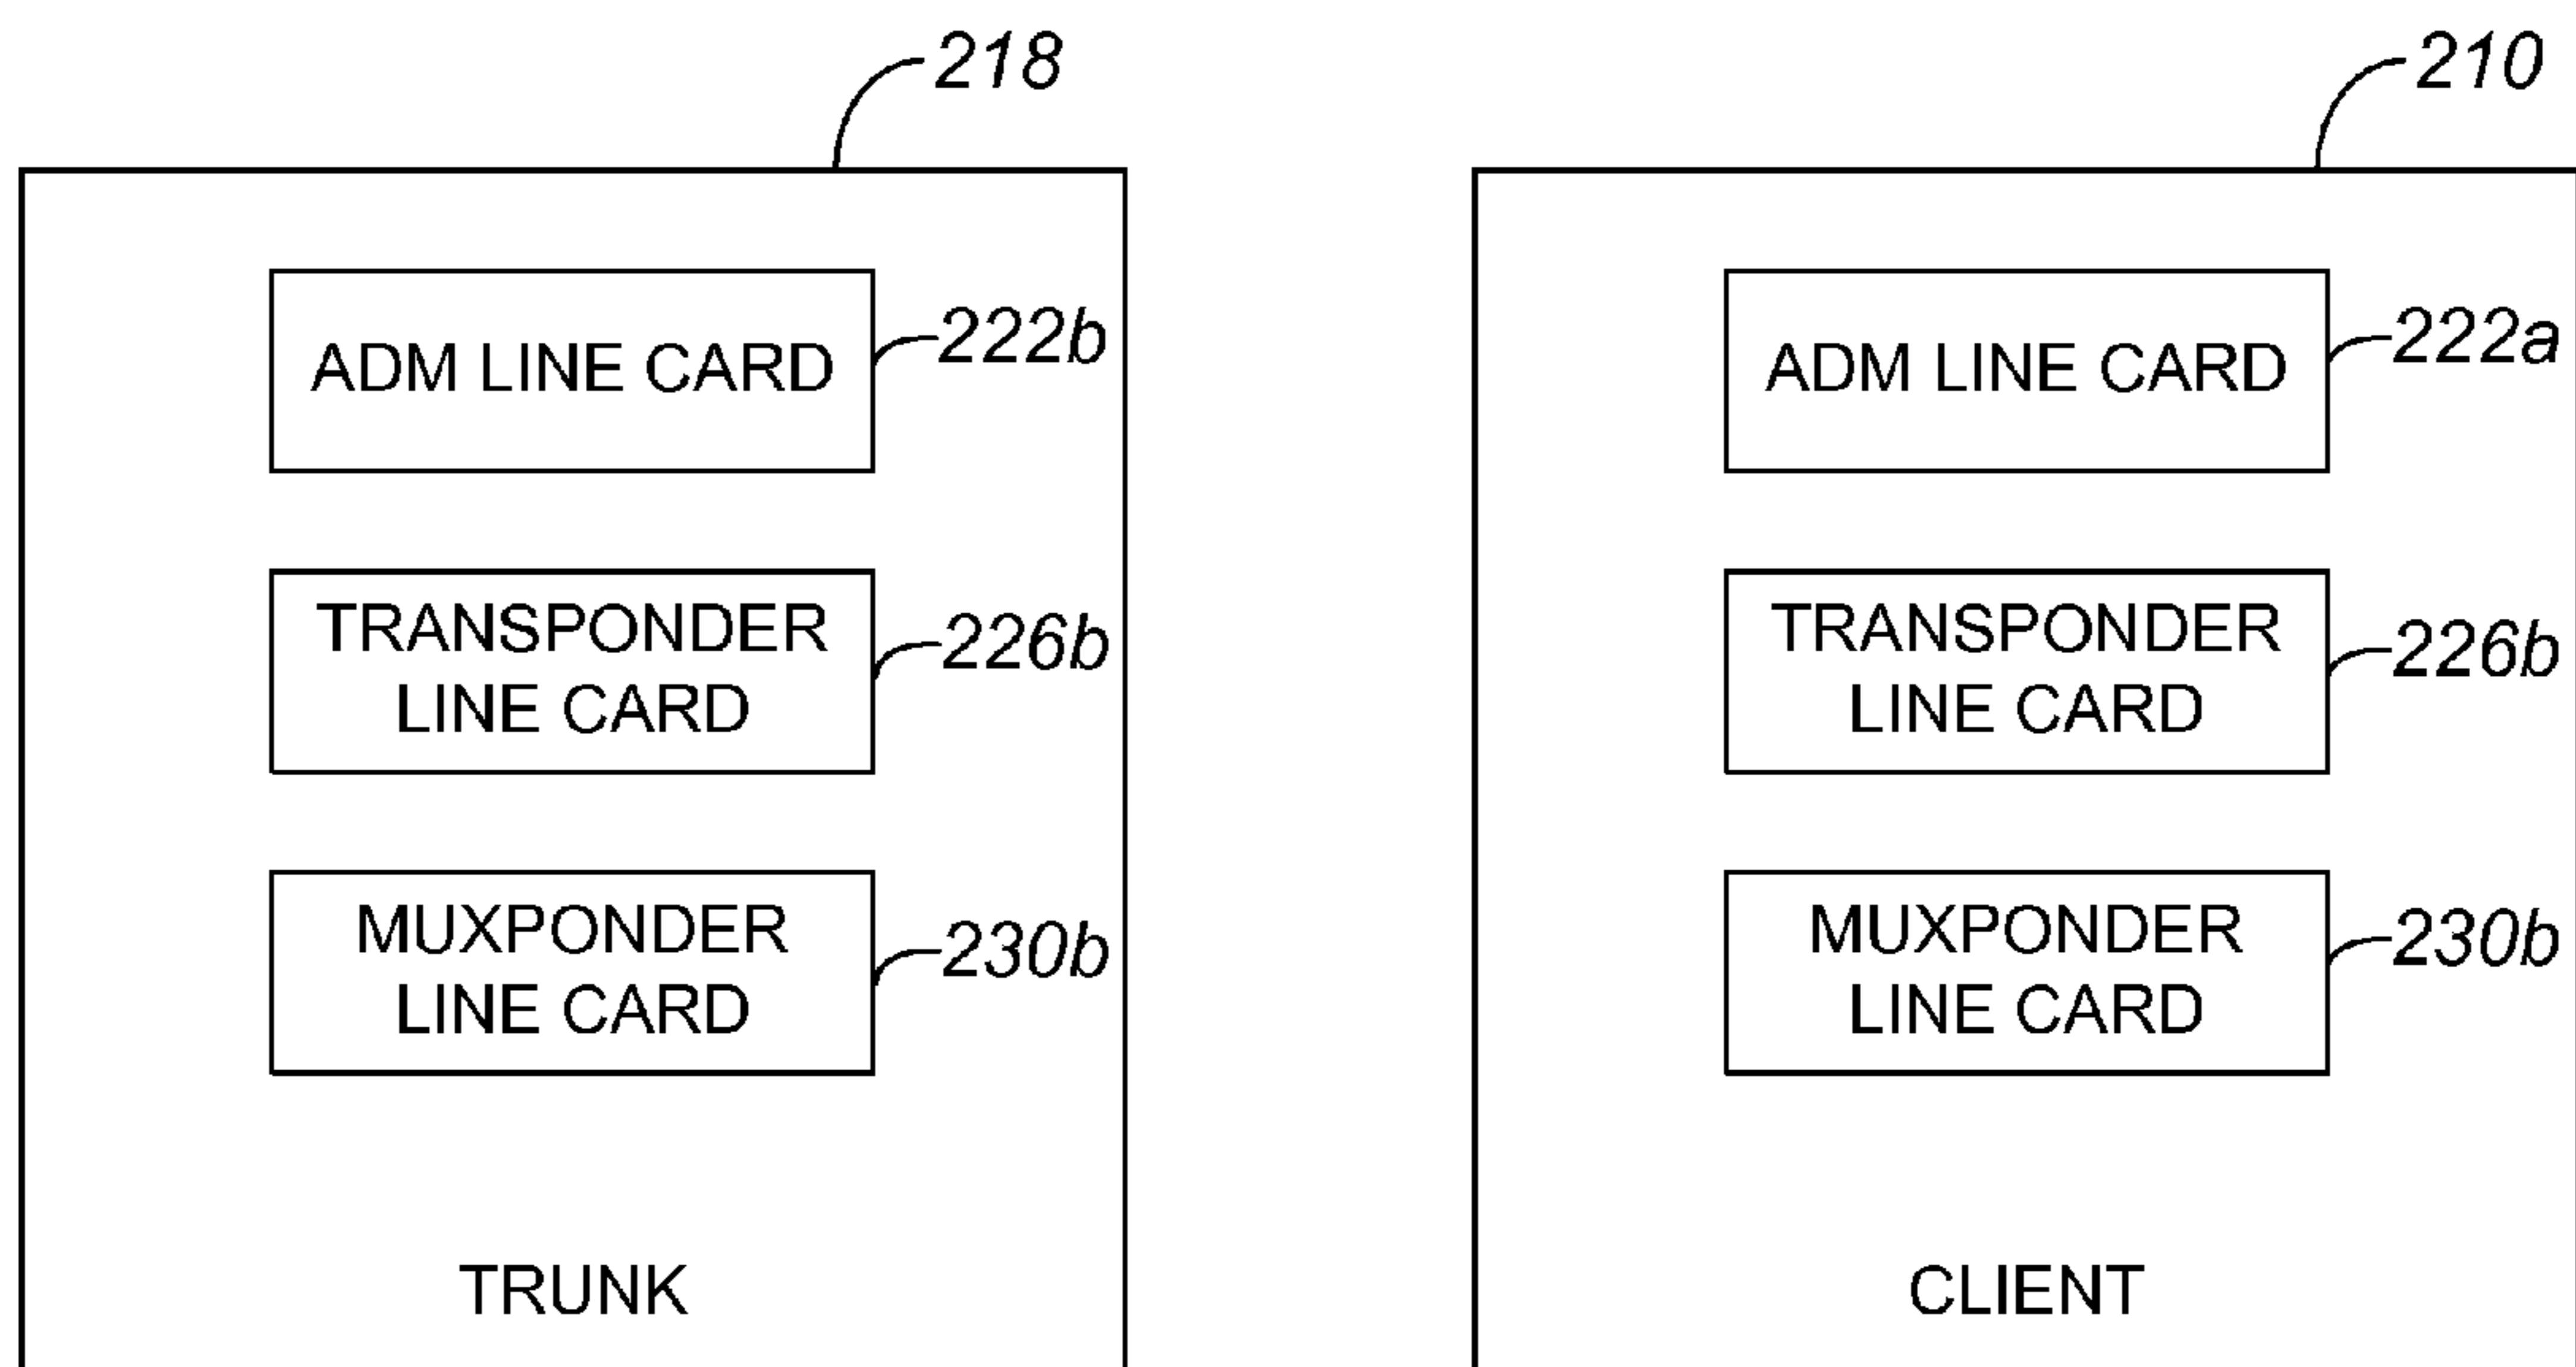 218
ADM LINE CARD
222b
TRANSPONDER
LINE CARD
226b
MUXPONDER
LINE CARD
230b
TRUNK
210
ADM LINE CARD
222a
TRANSPONDER
LINE CARD
226b
MUXPONDER
LINE CARD
230b
CLIENT